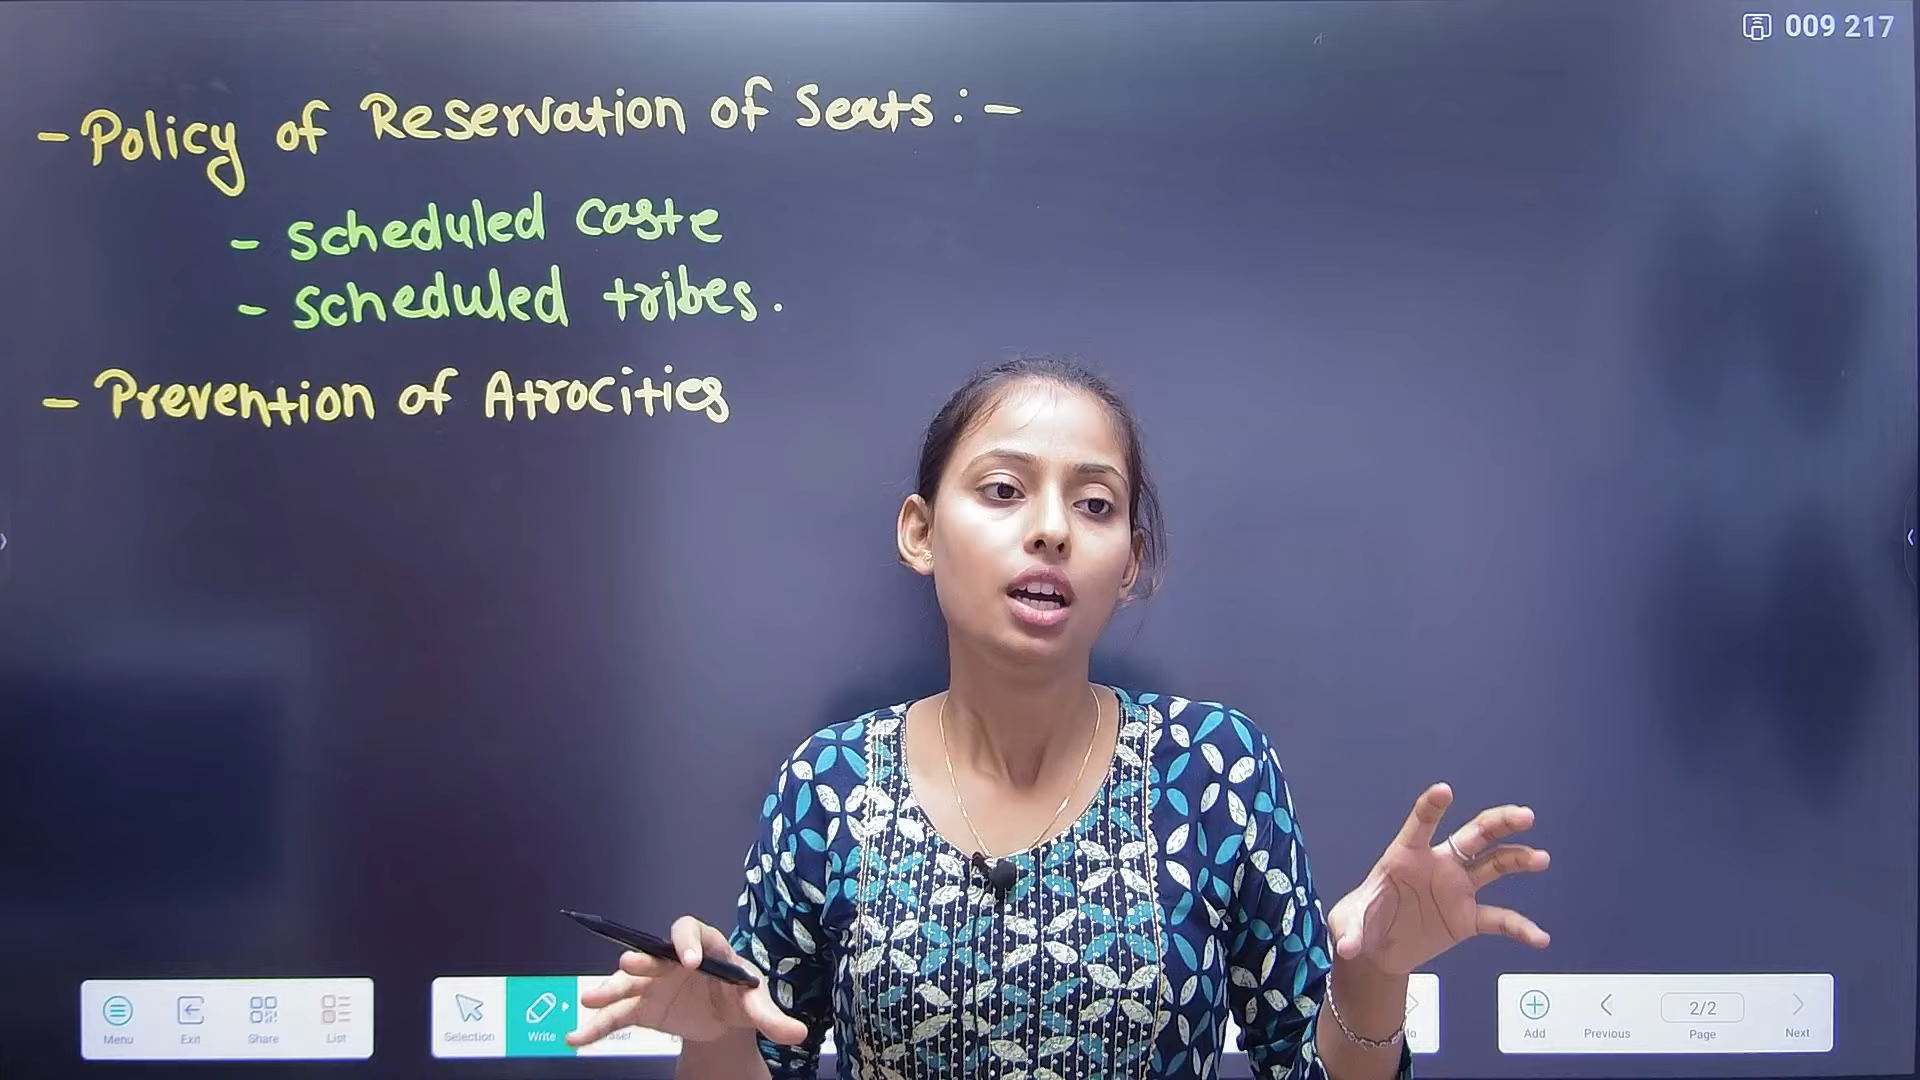 009 217
- Policy of Reservation of Seats :-
- Scheduled Caste
- Scheduled tribes.
- Prevention of Atrocities
Menu Exit Share List
Selection Write
2/2
Add Previous Page Next